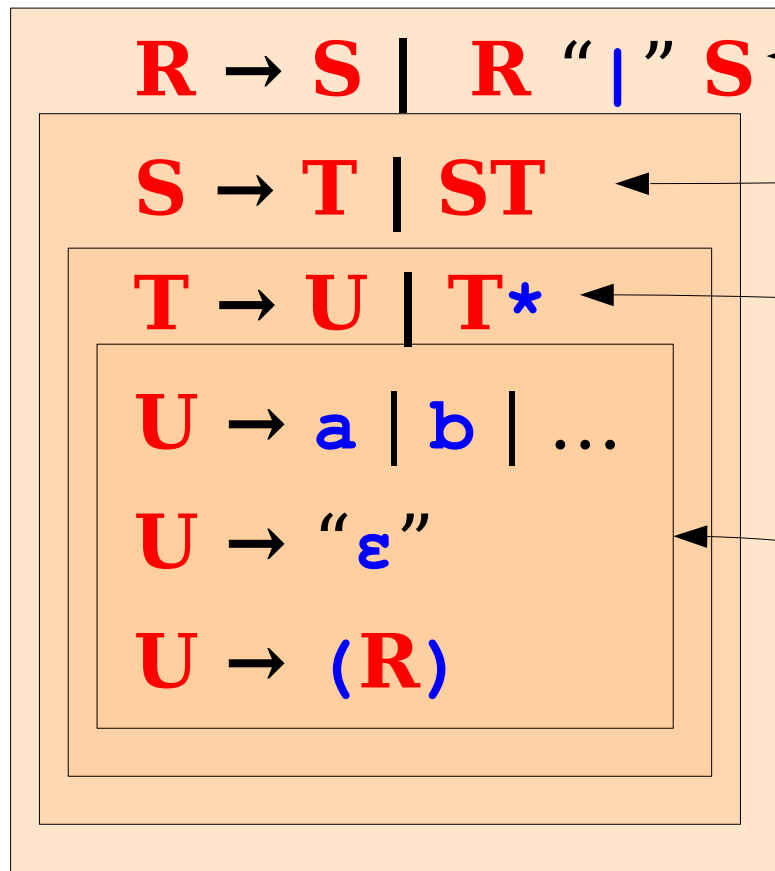 R → S | R “|” S
S → T | ST
T → U | T*
U → a | b | …
U → “ε”
U → (R)